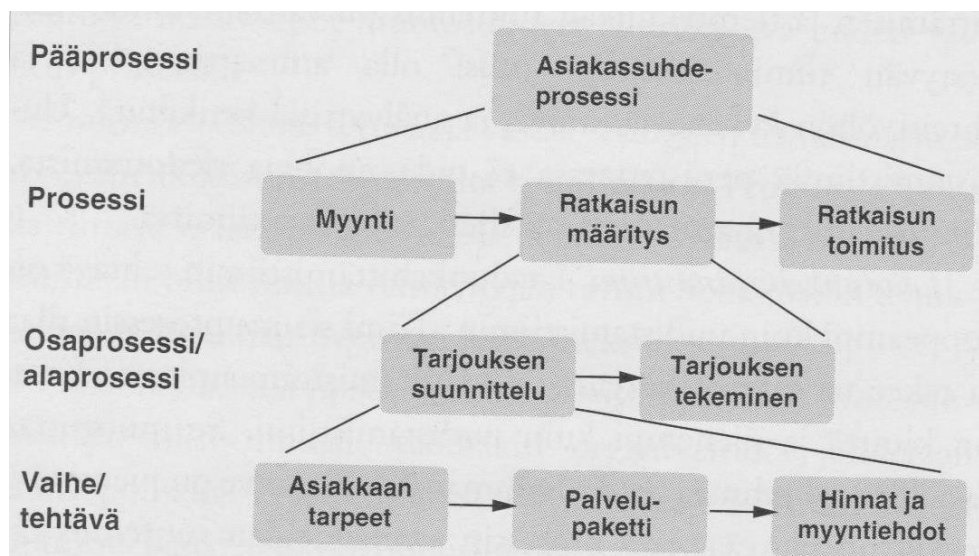 Pääprosessi
Asiakassuhde-
prosessi
Prosessi
Myynti
Ratkaisun
määritys
Ratkaisun
toimitus
Osaprosessi/
alaprosessi
Tarjouksen
suunnittelu
Tarjouksen
tekeminen
Vaihe/
tehtävä
Asiakkaan
tarpeet
Palvelu-
paketti
Hinnat ja
myyntiehdot